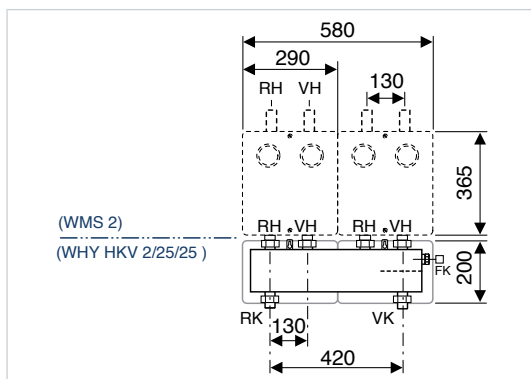 580
290
130
RH VH
365
(WMS 2)
RH VH RH VH
(WHY HKV 2/25/25 )
200
FK
RK VK
130
420